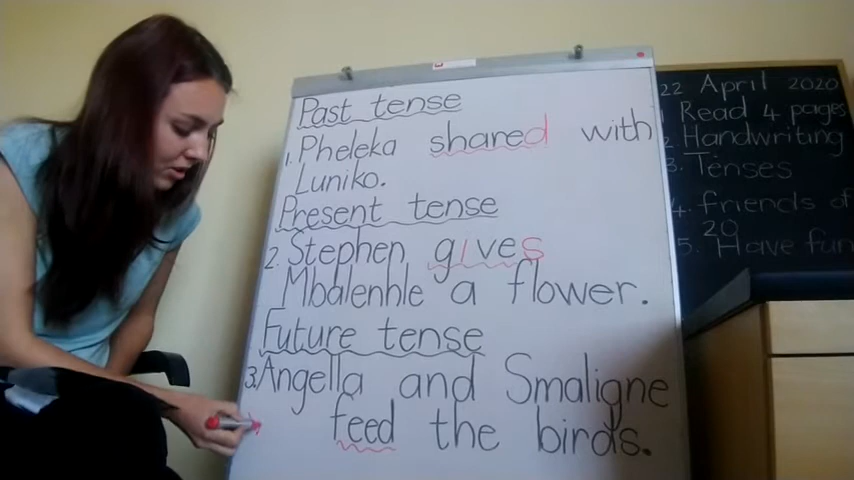 Past tense
1. Pheleka shared with
Luniko.
Present tense
2. Stephen gives
Mbalenhle a flower.
Future tense
3. Angella and Smaligne
feed the birds.
22 April 2020
1 Read 4 pages
2. Handwriting
3. Tenses
4. friends of
20
5. Have fun